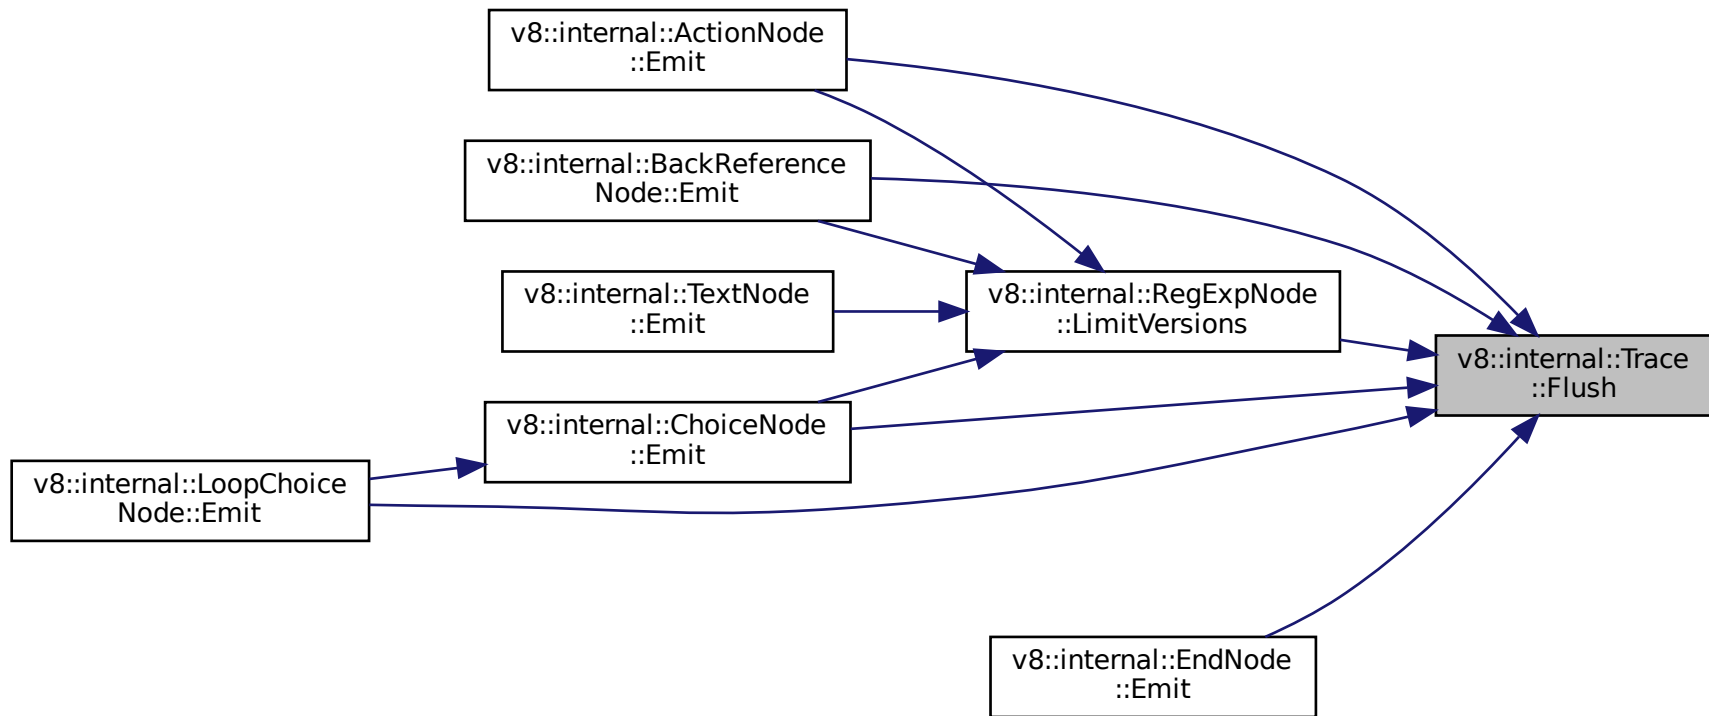 v8::internal::ActionNode
::Emit
v8::internal::BackReference
Node::Emit
v8::internal::TextNode
::Emit
v8::internal::RegExpNode
::LimitVersions
v8::internal::Trace
::Flush
v8::internal::ChoiceNode
::Emit
v8::internal::LoopChoice
Node::Emit
v8::internal::EndNode
::Emit